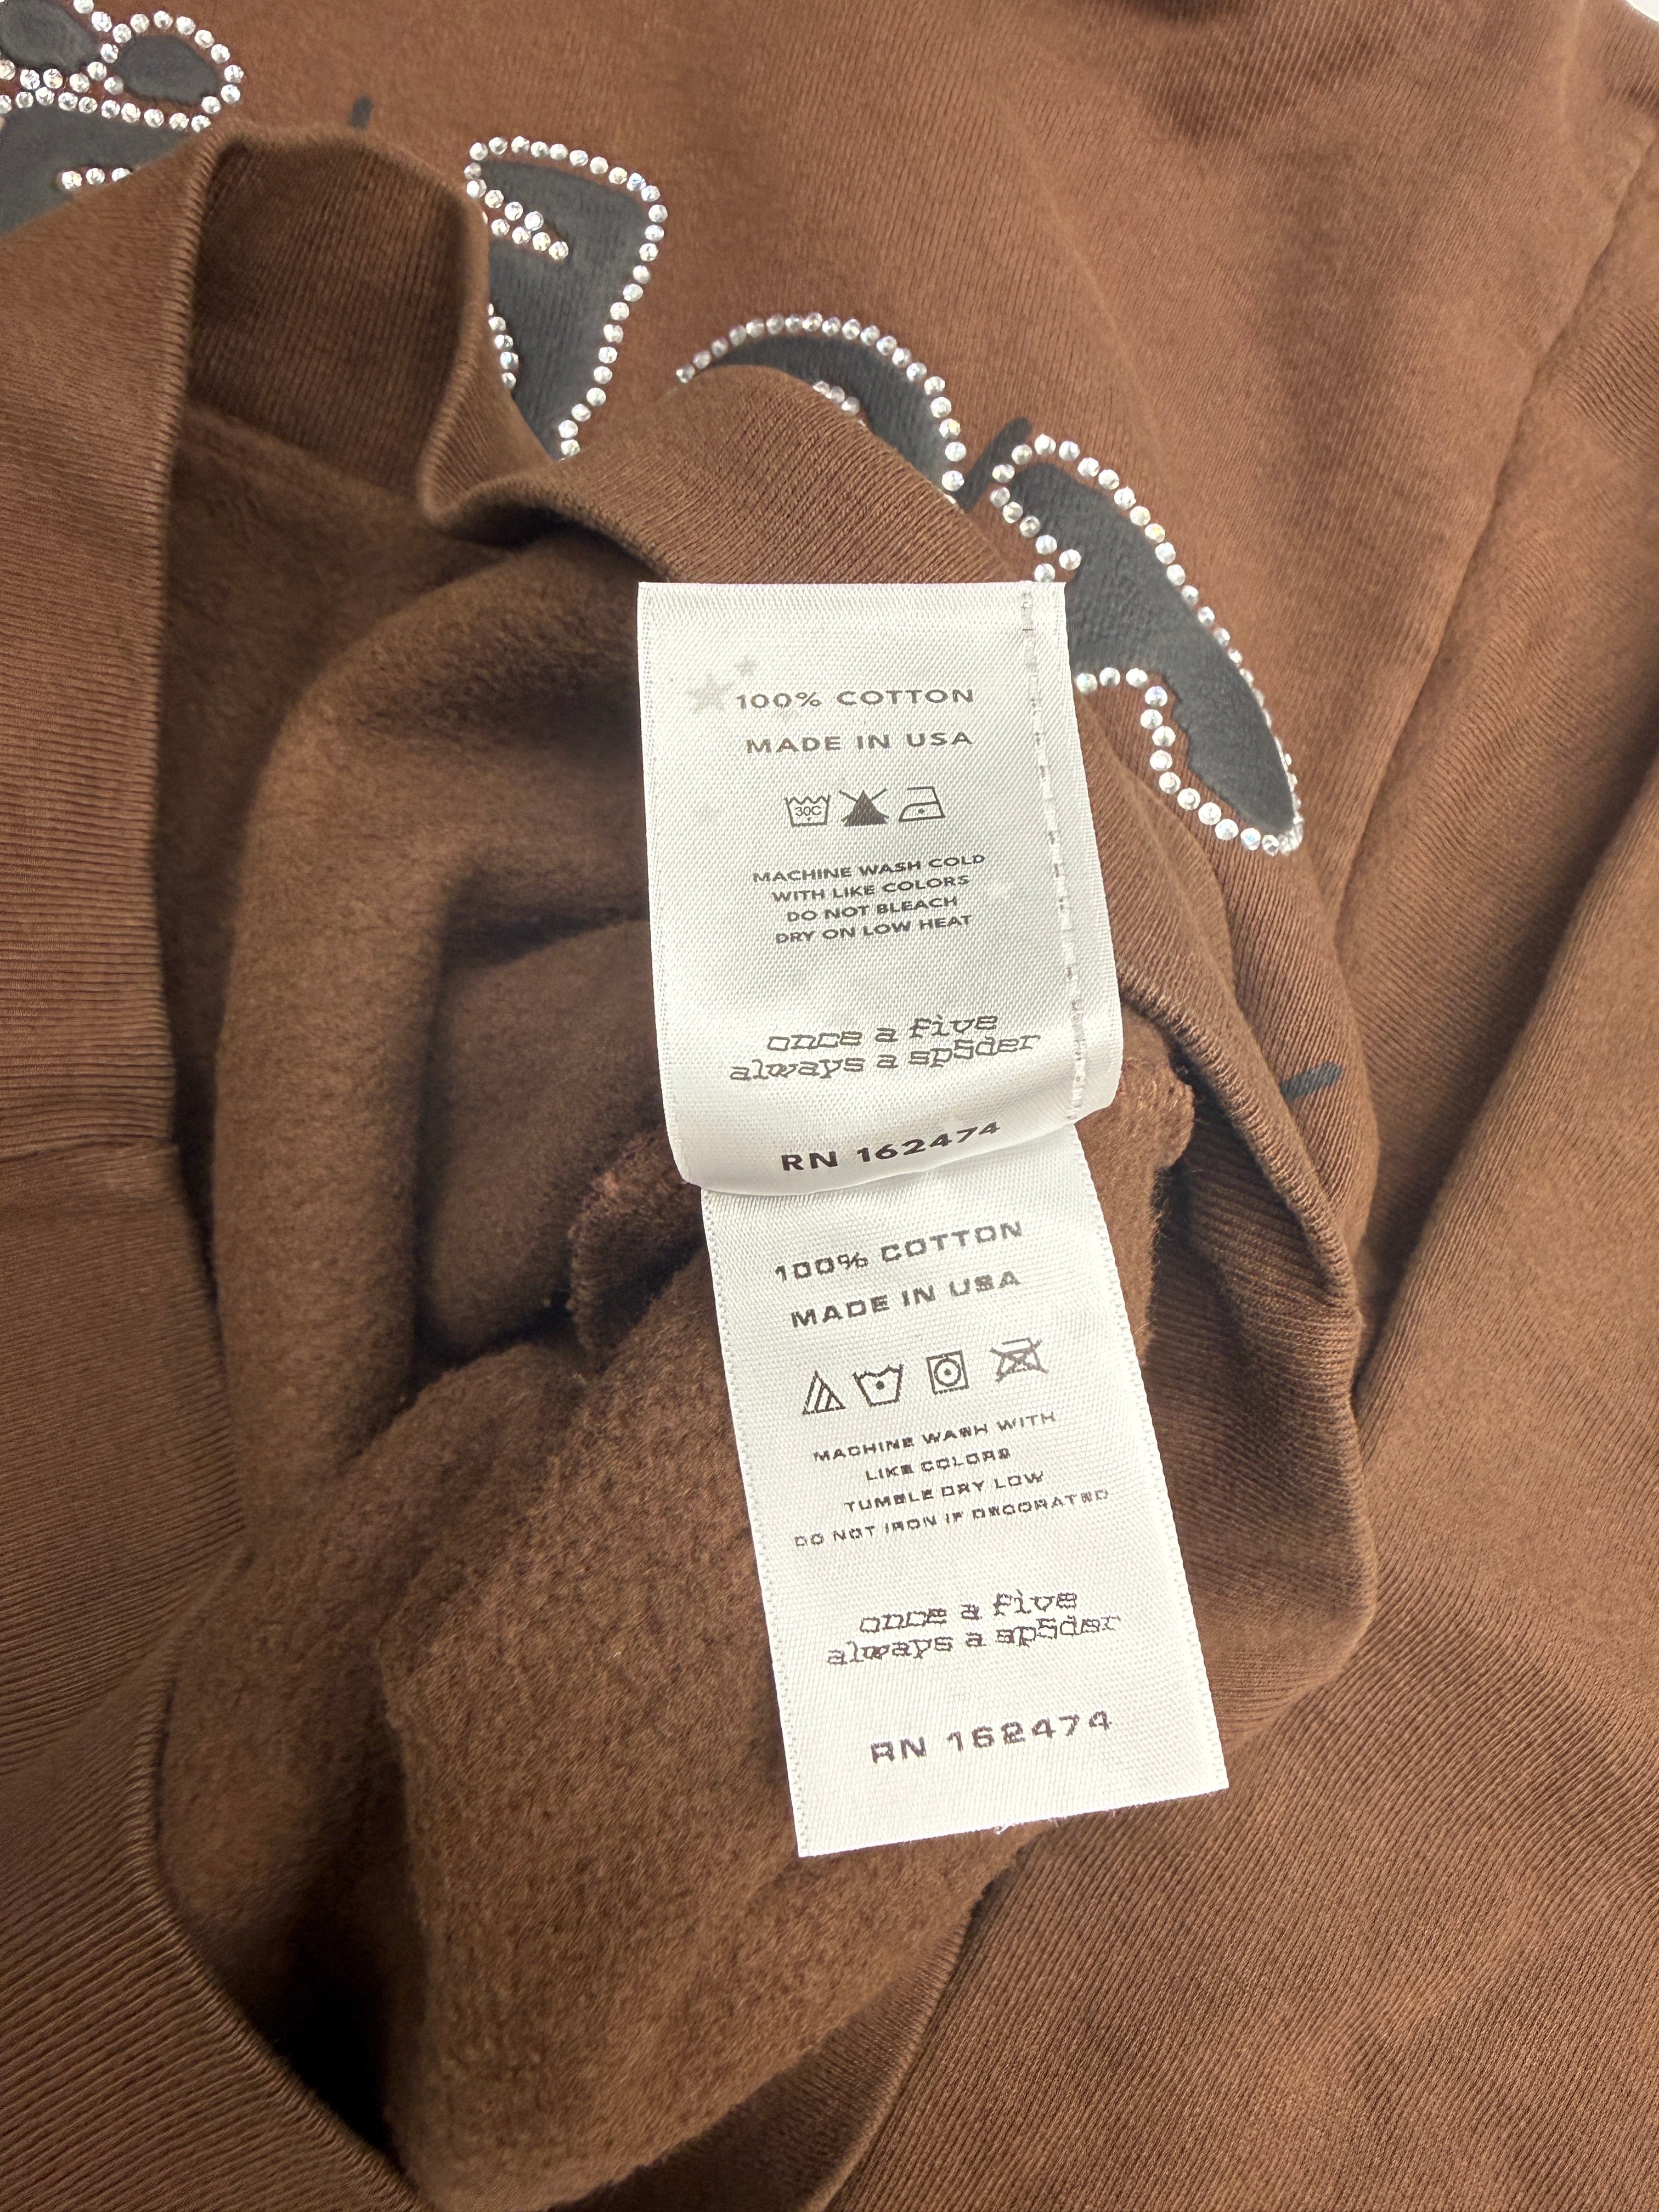 100% COTTON
MADE IN USA
30C
MACHINE WASH COLD
WITH LIKE COLORS
DO NOT BLEACH
DRY ON LOW HEAT
once a five
always a sp5der
RN 162474
100% COTTON
MADE IN USA
MACHINE WASH WITH
LIKE COLORS
TUMBLE DRY LOW
DO NOT IRON IF DECORATED
once a five
always a sp5der
RN 162474